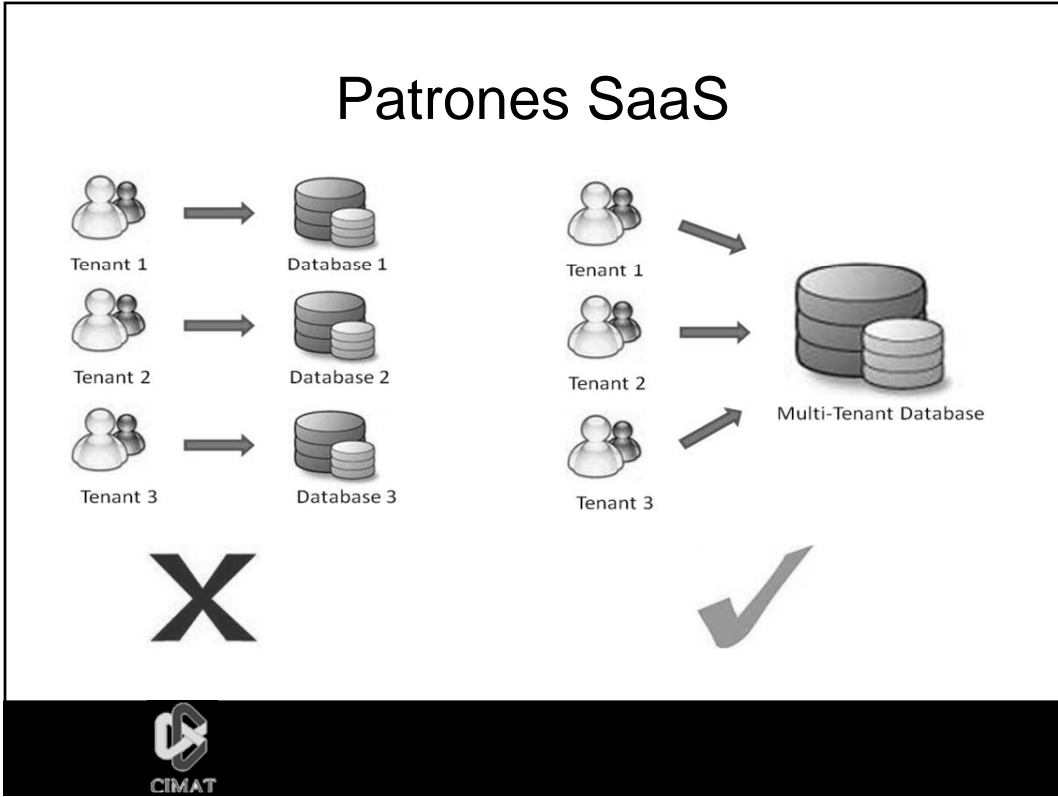 Patrones SaaS
Tenant 1
Database 1
Tenant 2
Database 2
Tenant 3
Database 3
Tenant 1
Tenant 2
Tenant 3
Multi-Tenant Database
CIMAT